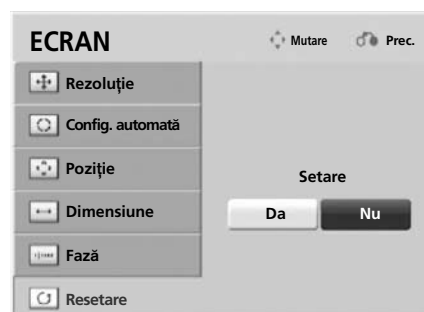 ECRAN
Mutare
Prec.
Rezoluție
Config. automată
Poziție
Dimensiune
Fază
Resetare
Setare
Da
Nu